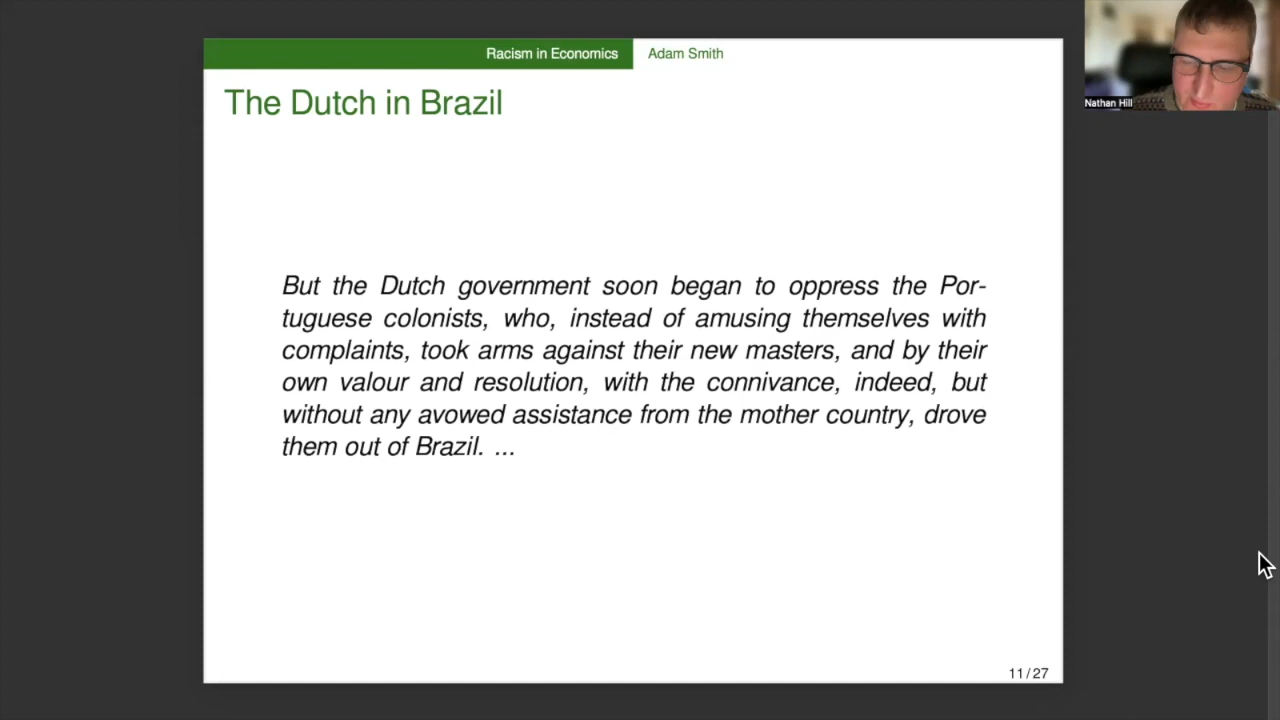 Racism in Economics
Adam Smith
Nathan Hill
The Dutch in Brazil
But the Dutch government soon began to oppress the Por-
tuguese colonists, who, instead of amusing themselves with
complaints, took arms against their new masters, and by their
own valour and resolution, with the connivance, indeed, but
without any avowed assistance from the mother country, drove
them out of Brazil. ...
11/27